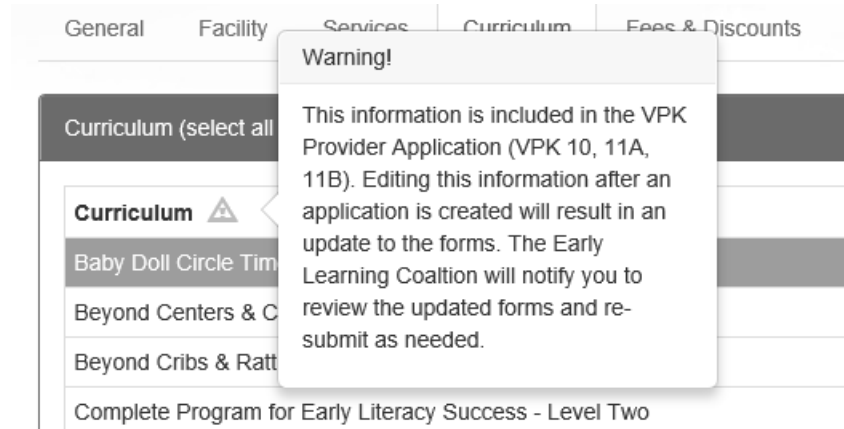 General Facility Services Curriculum Fees & Discounts
Warning!
Curriculum (select all
This information is included in the VPK
Provider Application (VPK 10, 11A,
11B). Editing this information after an
application is created will result in an
update to the forms. The Early
Learning Coaltion will notify you to
review the updated forms and re-
submit as needed.
Curriculum
Baby Doll Circle Tim
Beyond Centers & C
Beyond Cribs & Ratt
Complete Program for Early Literacy Success - Level Two